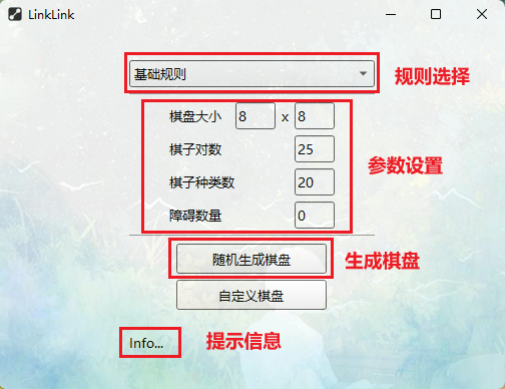 LinkLink
基础规则
规则选择
棋盘大小 8 x 8
棋子对数 25
参数设置
棋子种类数 20
障碍数量 0
随机生成棋盘
生成棋盘
自定义棋盘
Info...
提示信息